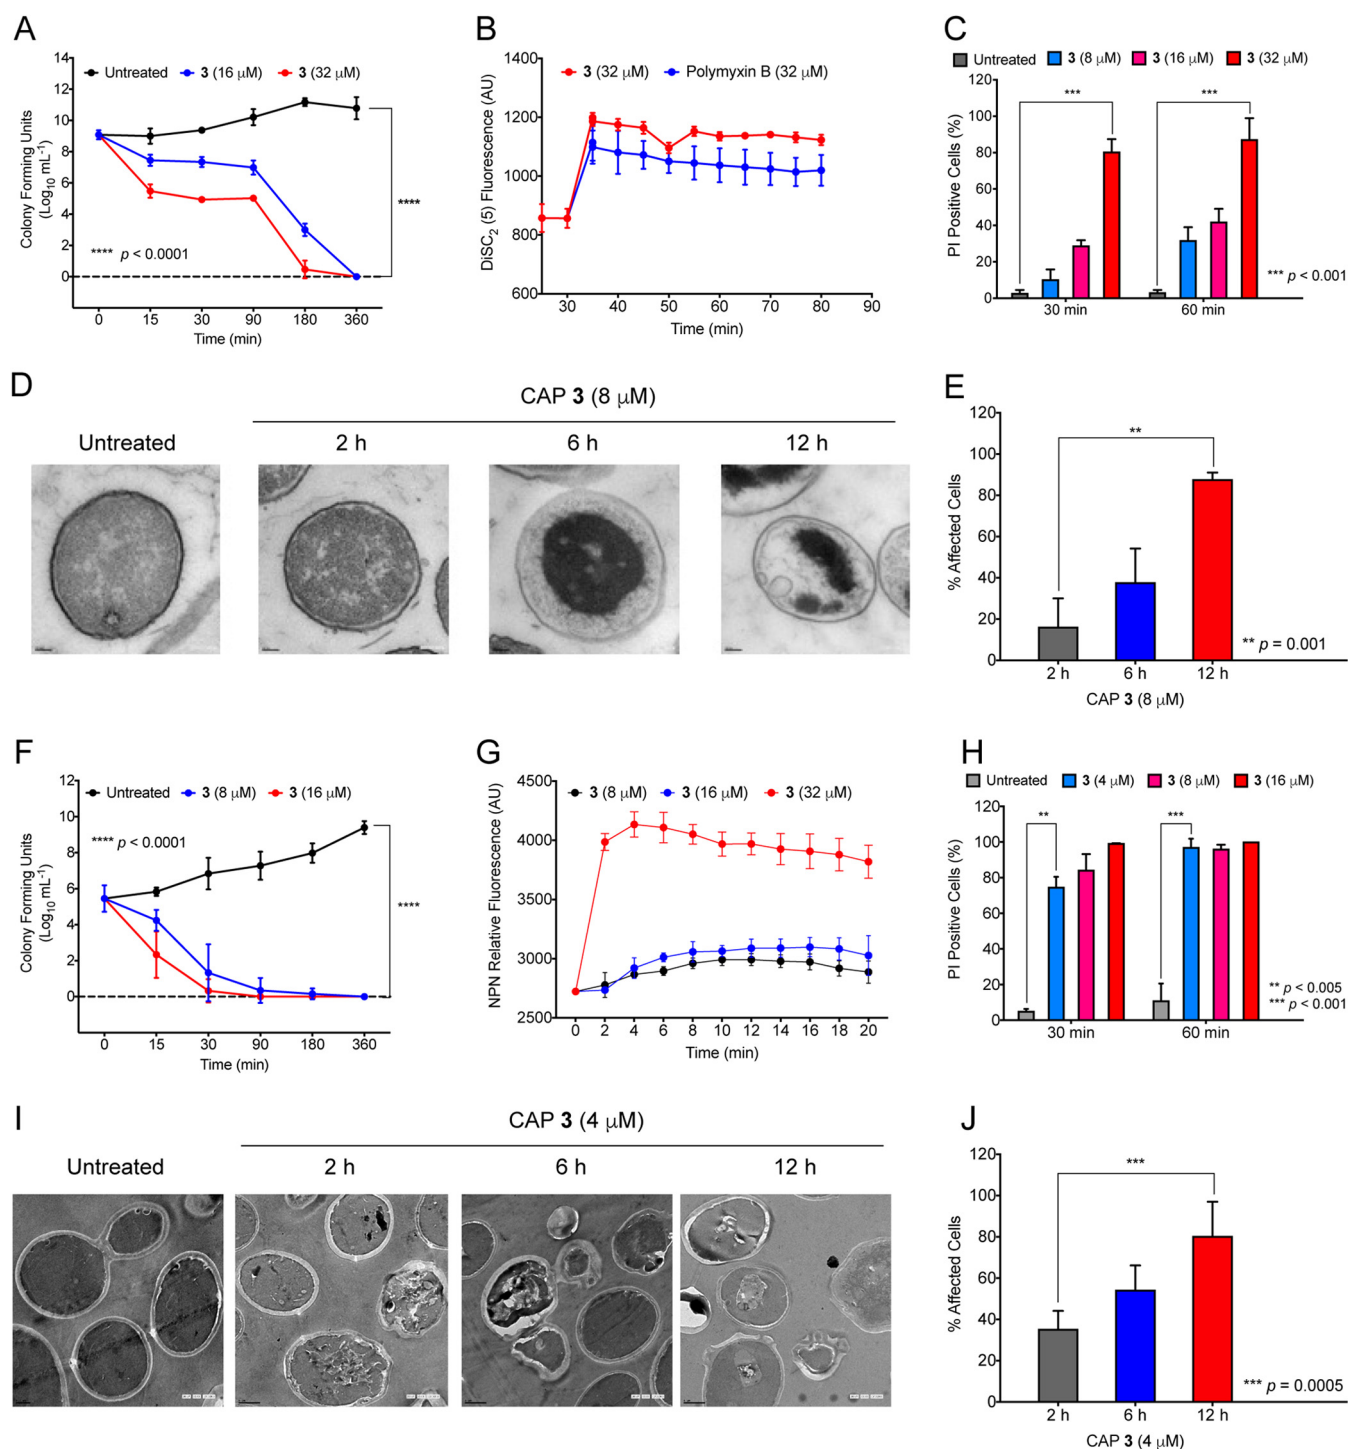 A
14
12
10
8
6
4
2
0
Colony Forming Units
(Log10 mL-1)
Untreated
3 (16 μM)
3 (32 μM)
****
**** p < 0.0001
0 15 30 90 180 360
Time (min)
B
1400
1200
1000
800
600
DiSC2 (5) Fluorescence (AU)
3 (32 μM)
Polymyxin B (32 μM)
30 40 50 60 70 80 90
Time (min)
C
Untreated
3 (8 μM)
3 (16 μM)
3 (32 μM)
120
100
80
60
40
20
0
PI Positive Cells (%)
***
***
*** p < 0.001
30 min
60 min
D
CAP 3 (8 μM)
Untreated
2 h
6 h
12 h
E
120
100
80
60
40
20
0
% Affected Cells
**
** p = 0.001
2 h 6 h 12 h
CAP 3 (8 μM)
F
12
10
8
6
4
2
0
Colony Forming Units
(Log10 mL-1)
Untreated
3 (8 μM)
3 (16 μM)
**** p < 0.0001
****
0 15 30 90 180 360
Time (min)
G
4500
4000
3500
3000
2500
NPN Relative Fluorescence (AU)
3 (8 μM)
3 (16 μM)
3 (32 μM)
0 2 4 6 8 10 12 14 16 18 20
Time (min)
H
Untreated
3 (4 μM)
3 (8 μM)
3 (16 μM)
120
100
80
60
40
20
0
PI Positive Cells (%)
**
***
** p < 0.005
*** p < 0.001
30 min
60 min
I
CAP 3 (4 μM)
Untreated
2 h
6 h
12 h
J
120
100
80
60
40
20
0
% Affected Cells
***
*** p = 0.0005
2 h 6 h 12 h
CAP 3 (4 μM)